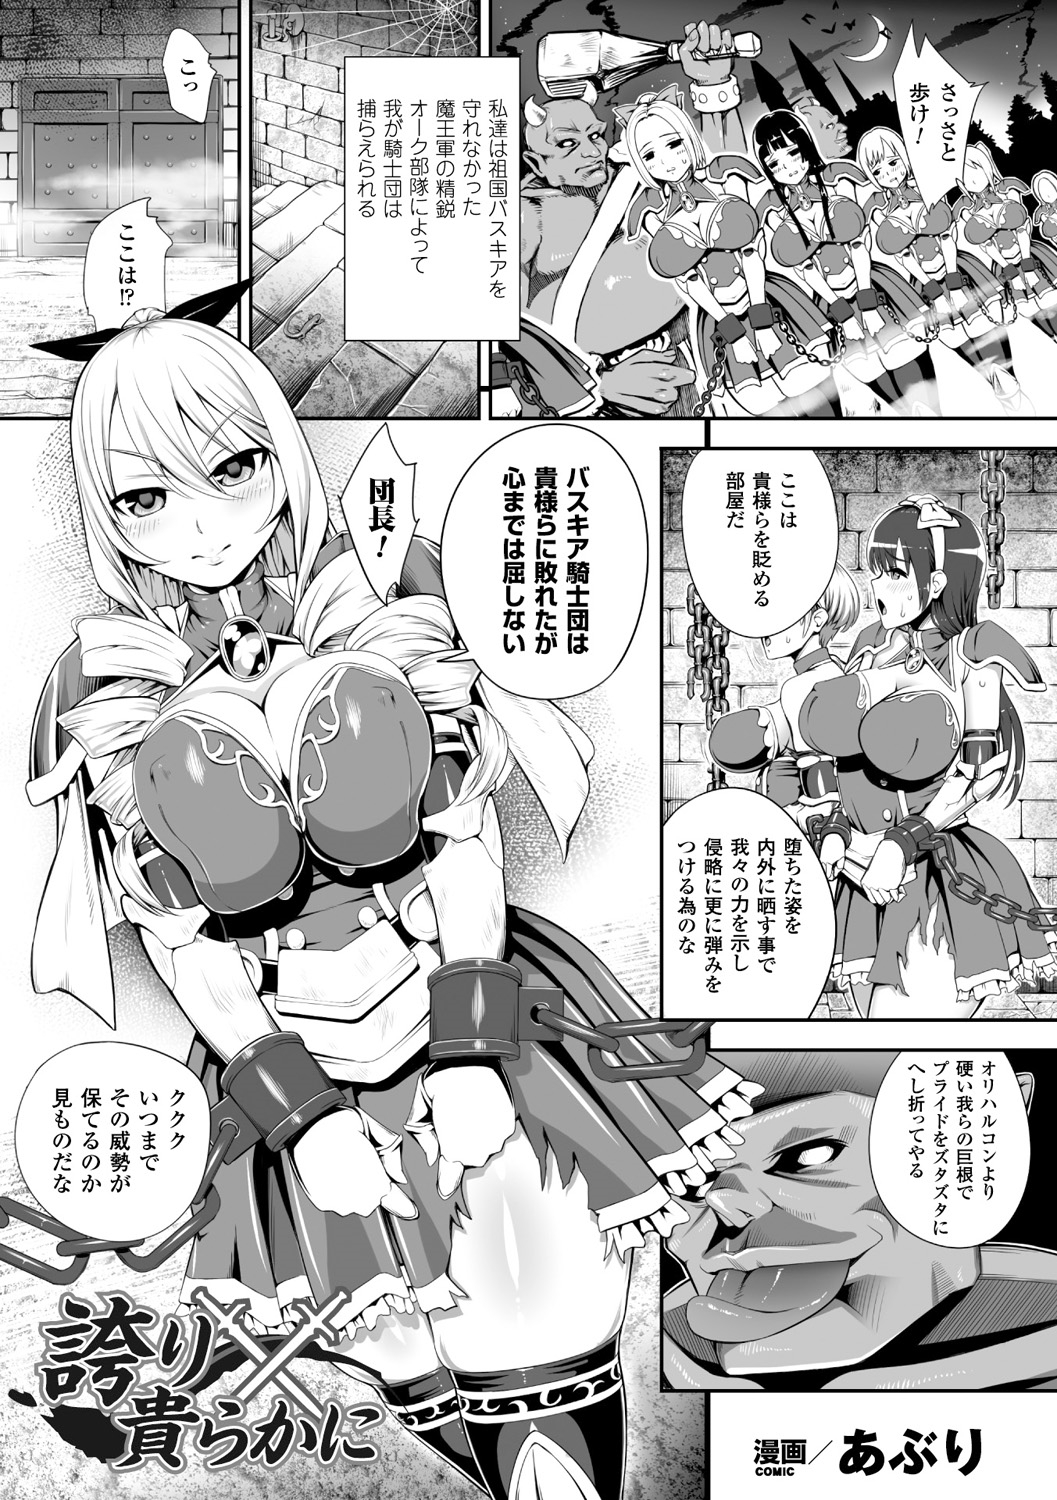 さっさと
歩け！
私達は祖国バスキアを
守れなかった
魔王軍の精鋭
オーク部隊によって
我が騎士団は
捕らえられる
こっ
ここは!?
ここは
貴様らを貶める
部屋だ
堕ちた姿を
内外に晒す事で
我々の力を示し
侵略に更に弾みを
つける為のな
バスキア騎士団は
貴様らに敗れたが
心までは屈しない
団長！
オリハルコンより
硬い我らの巨根で
プライドをズタズタに
へし折ってやる
ククク
いつまで
その威勢が
保てるのか
見ものだな
誇り
貴らかに
漫画／あぶり
COMIC